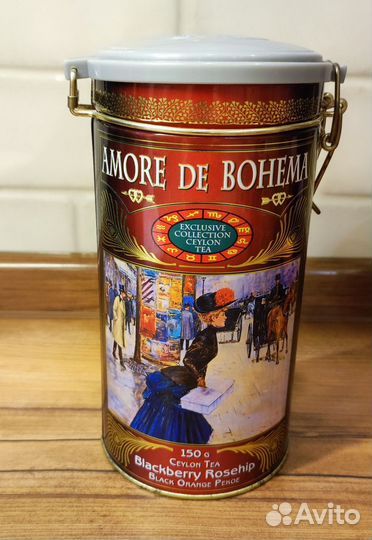 AMORE DE BOHEMA
EXCLUSIVE
COLLECTION
CEYLON
TEA
150 g
CEYLON TEA
Blackberry Rosehip
BLACK ORANGE PEKOE
Avito